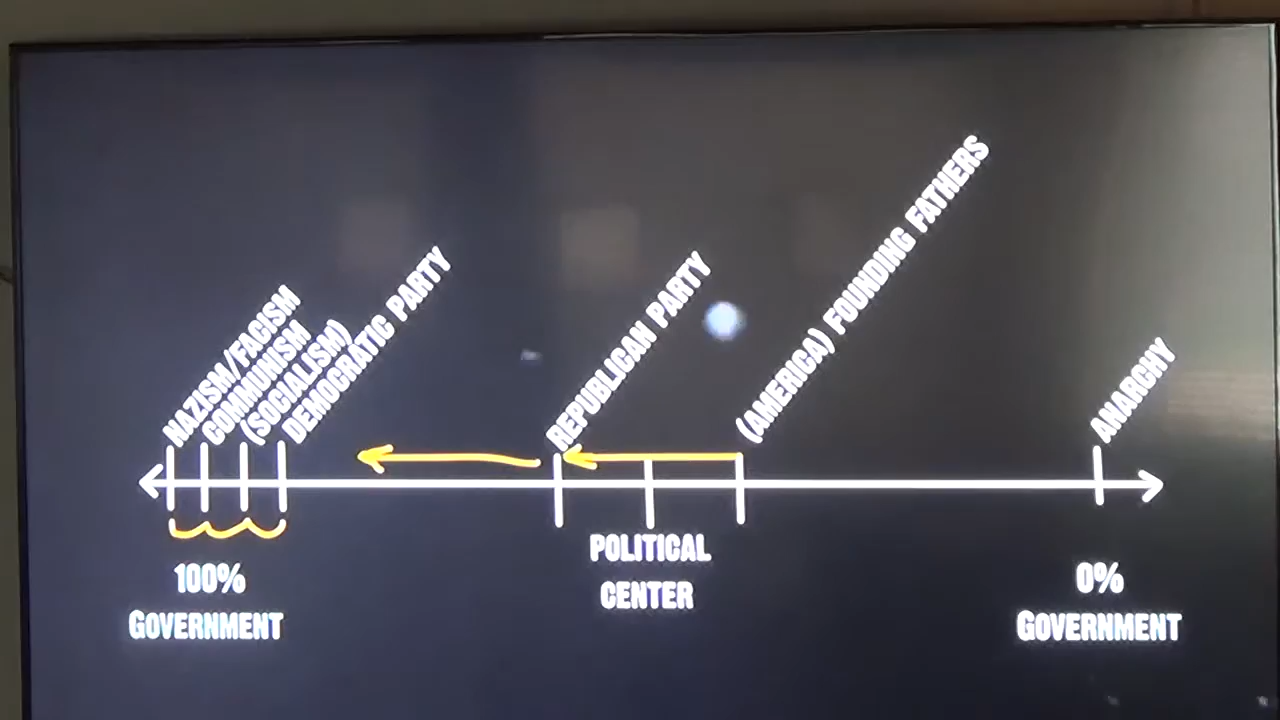 NAZISM/FACISM
COMMUNISM
(SOCIALISM)
DEMOCRATIC PARTY
REPUBLICAN PARTY
(AMERICA) FOUNDING FATHERS
ANARCHY
POLITICAL
CENTER
100%
GOVERNMENT
0%
GOVERNMENT